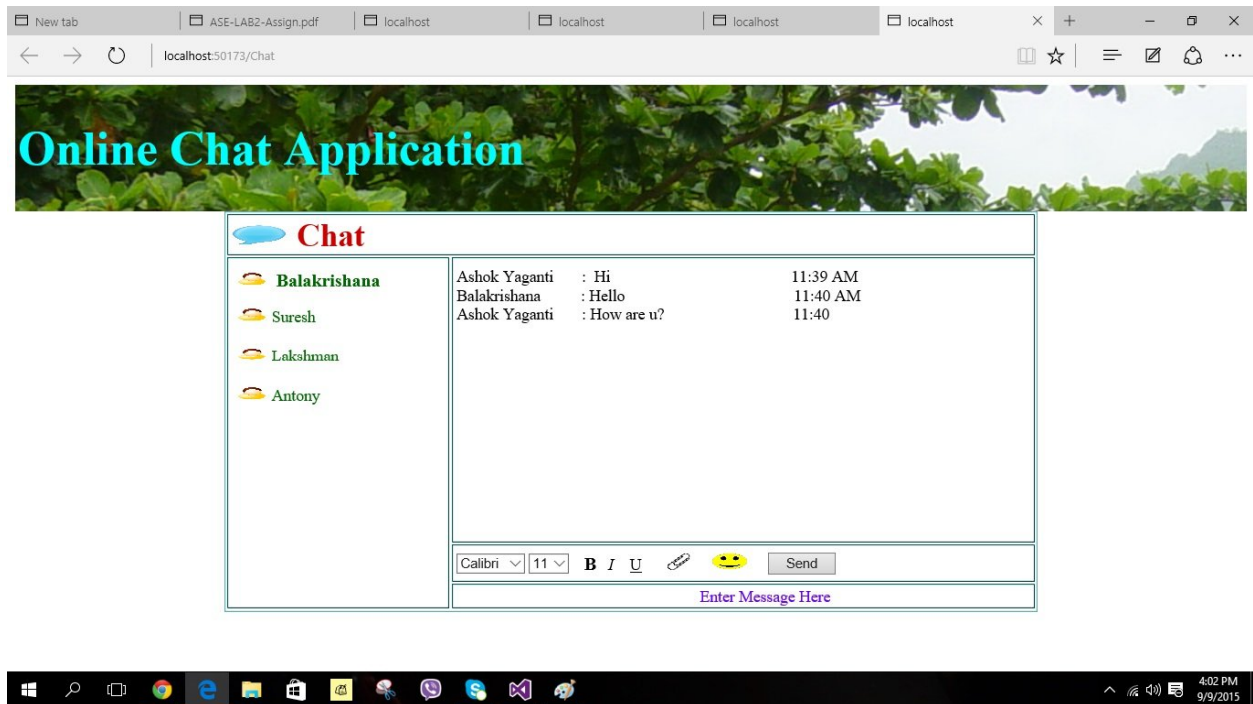 New tab ASE-LAB2-Assign.pdf localhost localhost localhost localhost
localhost:50173/Chat
Online Chat Application
Chat
Balakrishana
Suresh
Lakshman
Antony
Ashok Yaganti : Hi 11:39 AM
Balakrishana : Hello 11:40 AM
Ashok Yaganti : How are u? 11:40
Calibri 11 B I U Send
Enter Message Here
4:02 PM
9/9/2015